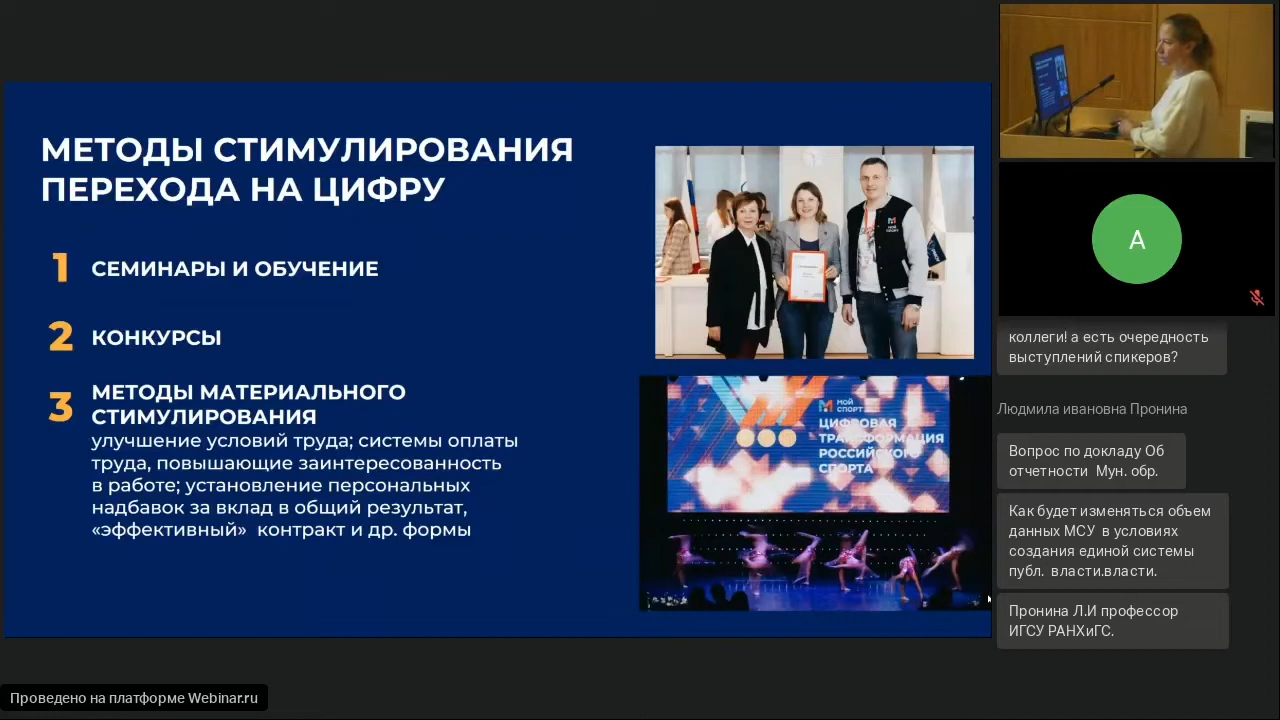 МЕТОДЫ СТИМУЛИРОВАНИЯ
ПЕРЕХОДА НА ЦИФРУ
1 СЕМИНАРЫ И ОБУЧЕНИЕ
2 КОНКУРСЫ
3 МЕТОДЫ МАТЕРИАЛЬНОГО
СТИМУЛИРОВАНИЯ
улучшение условий труда; системы оплаты
труда, повышающие заинтересованность
в работе; установление персональных
надбавок за вклад в общий результат,
«эффективный»  контракт и др. формы
МОЙ
СПОРТ
МОЙ
СПОРТ
ЦИФРОВАЯ
ТРАНСФОРМАЦИЯ
РОССИЙСКОГО
СПОРТА
А
коллеги! а есть очередность
выступлений спикеров?
Людмила ивановна Пронина
Вопрос по докладу Об
отчетности  Мун. обр.
Как будет изменяться объем
данных МСУ  в условиях
создания единой системы
публ.  власти.власти.
Пронина Л.И профессор
ИГСУ РАНХиГС.
Проведено на платформе Webinar.ru